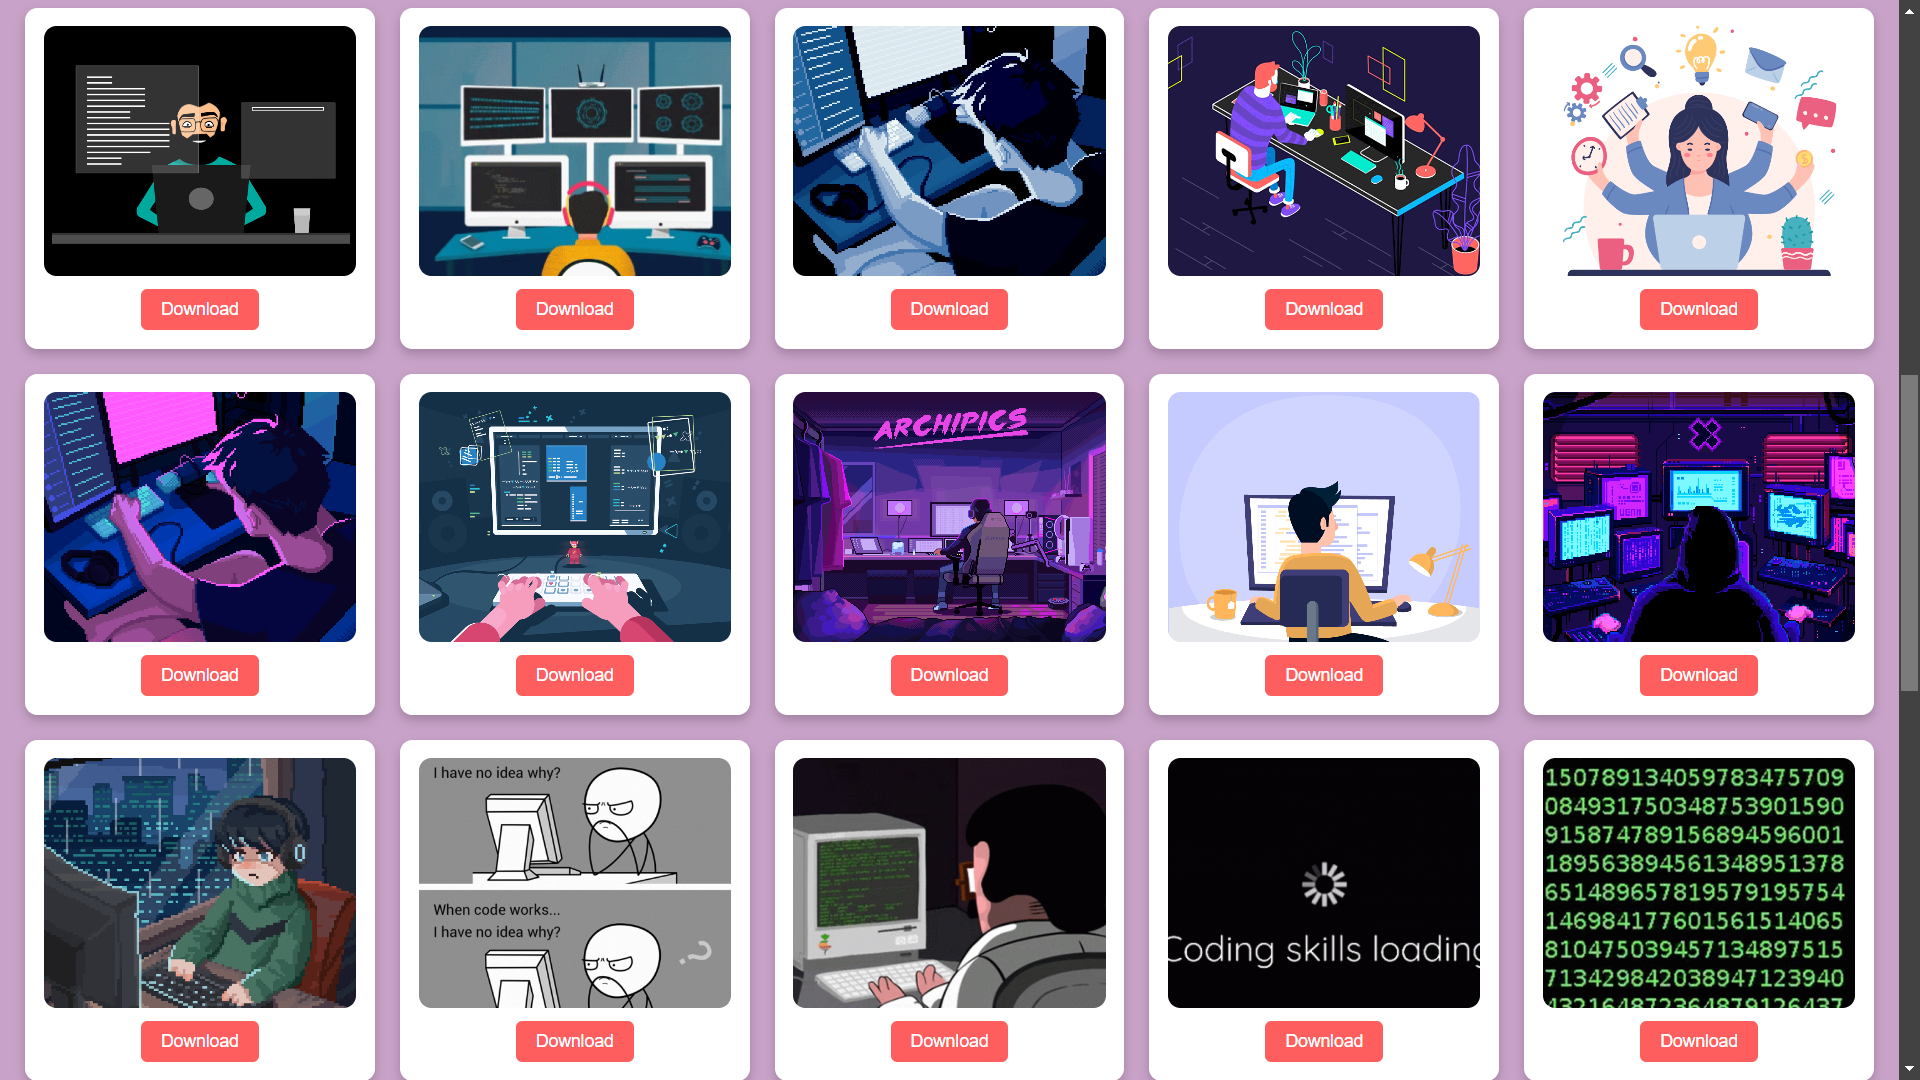 Download
Download
Download
Download
Download
ARCHIPICS
Download
Download
Download
Download
Download
I have no idea why?
When code works...
I have no idea why?
Coding skills loading
150789134059783475709
084931750348753901590
915874789156894596001
189563894561348951378
651489657819579195754
146984177601561514065
810475039457134897515
713429842038947123940
432164872364879126437
Download
Download
Download
Download
Download